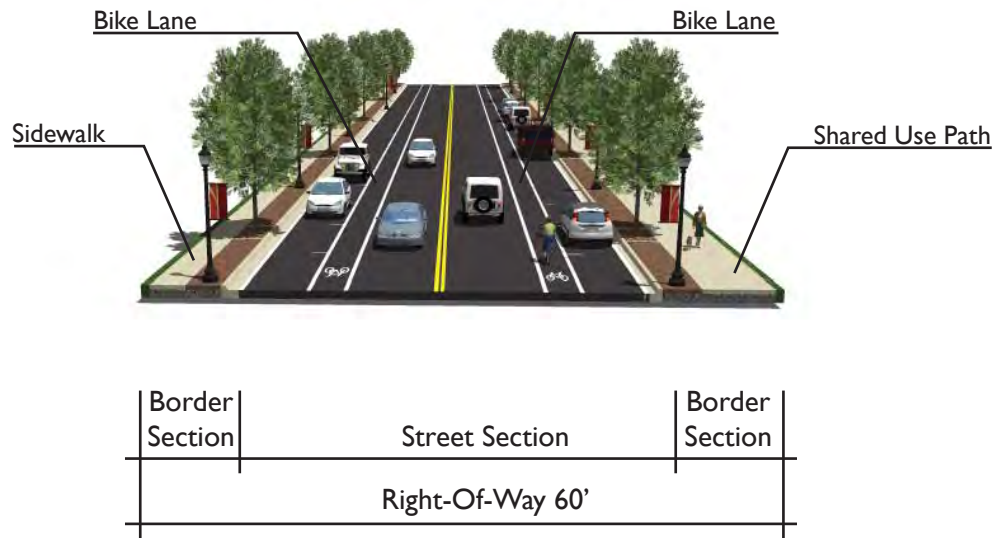 Bike Lane
Bike Lane
Sidewalk
Shared Use Path
Border
Section
Street Section
Border
Section
Right-Of-Way 60’